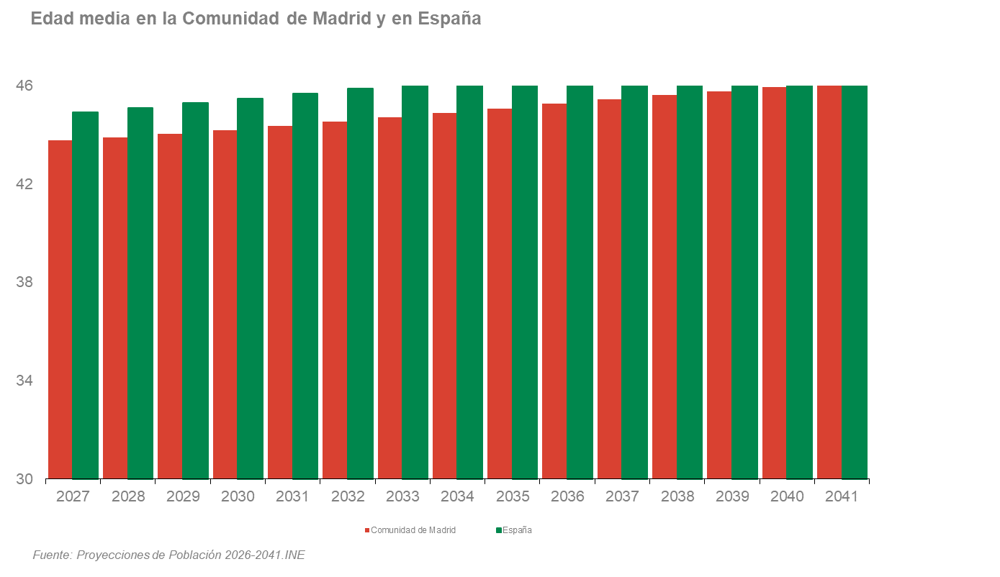 Edad media en la Comunidad de Madrid y en España
46
42
38
34
30
2027 2028 2029 2030 2031 2032 2033 2034 2035 2036 2037 2038 2039 2040 2041
Comunidad de Madrid España
Fuente: Proyecciones de Población 2026-2041.INE